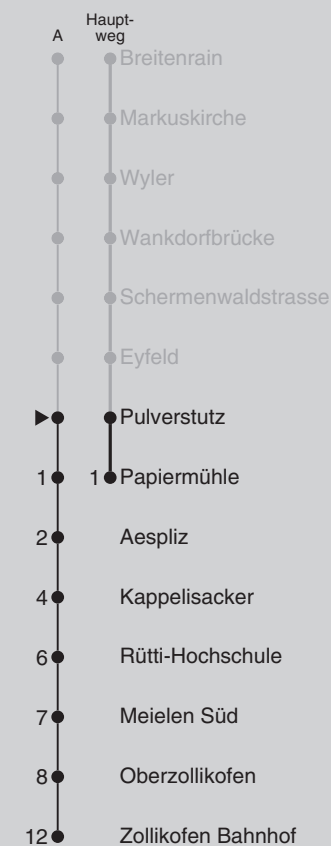 A Haupt-
weg
Breitenrain
Markuskirche
Wyler
Wankdorfbrücke
Schermenwaldstrasse
Eyfeld
Pulverstutz
1 1 Papiermühle
2 Aespliz
4 Kappelisacker
6 Rütti-Hochschule
7 Meielen Süd
8 Oberzollikofen
12 Zollikofen Bahnhof